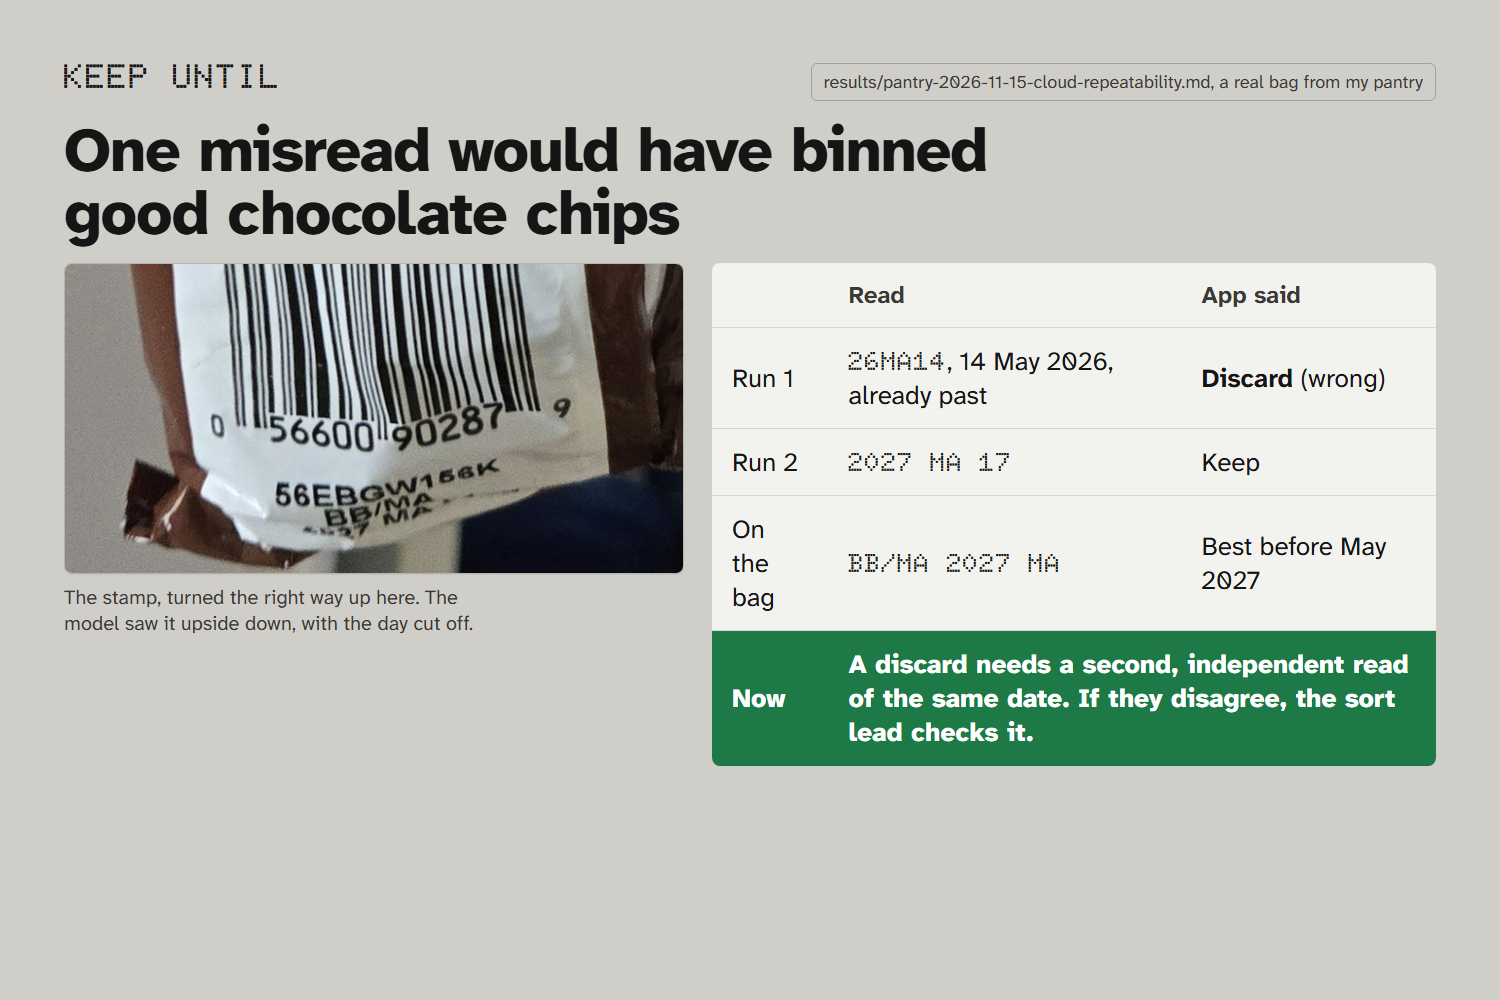 KEEP UNTIL
results/pantry-2026-11-15-cloud-repeatability.md, a real bag from my pantry
One misread would have binned
good chocolate chips
0 56600 90287 9
56EBGW156K
BB/MA
MA
The stamp, turned the right way up here. The
model saw it upside down, with the day cut off.
Read App said
Run 1 26MA14, 14 May 2026, already past Discard (wrong)
Run 2 2027 MA 17 Keep
On the bag BB/MA 2027 MA Best before May 2027
Now A discard needs a second, independent read
of the same date. If they disagree, the sort
lead checks it.